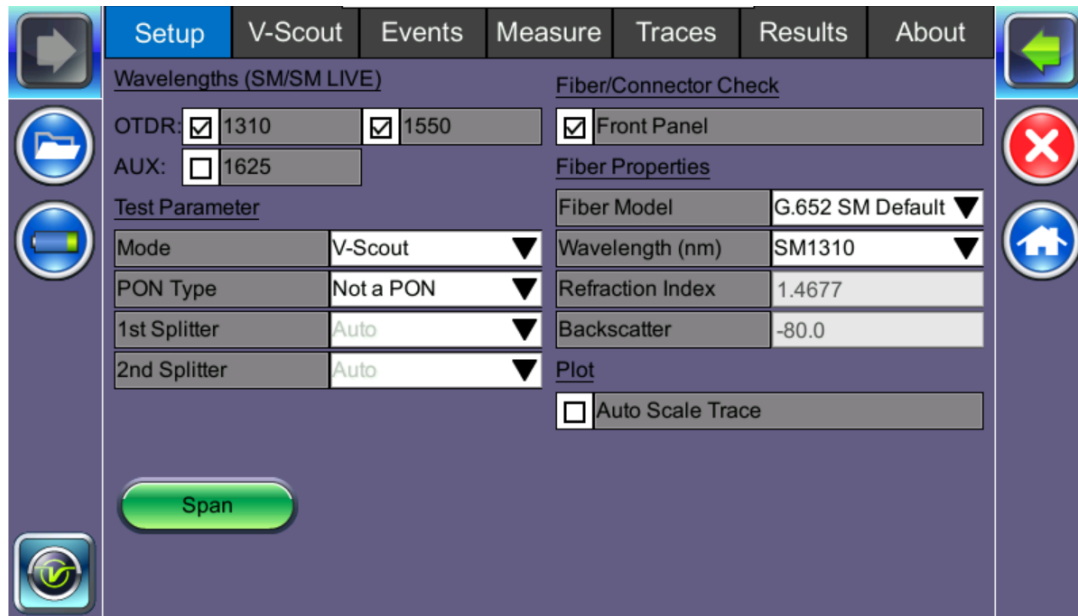 Setup V-Scout Events Measure Traces Results About
Wavelengths (SM/SM LIVE)
OTDR: 1310 1550
AUX: 1625
Test Parameter
Mode V-Scout
PON Type Not a PON
1st Splitter Auto
2nd Splitter Auto
Span
Fiber/Connector Check
Front Panel
Fiber Properties
Fiber Model G.652 SM Default
Wavelength (nm) SM1310
Refraction Index 1.4677
Backscatter -80.0
Plot
Auto Scale Trace